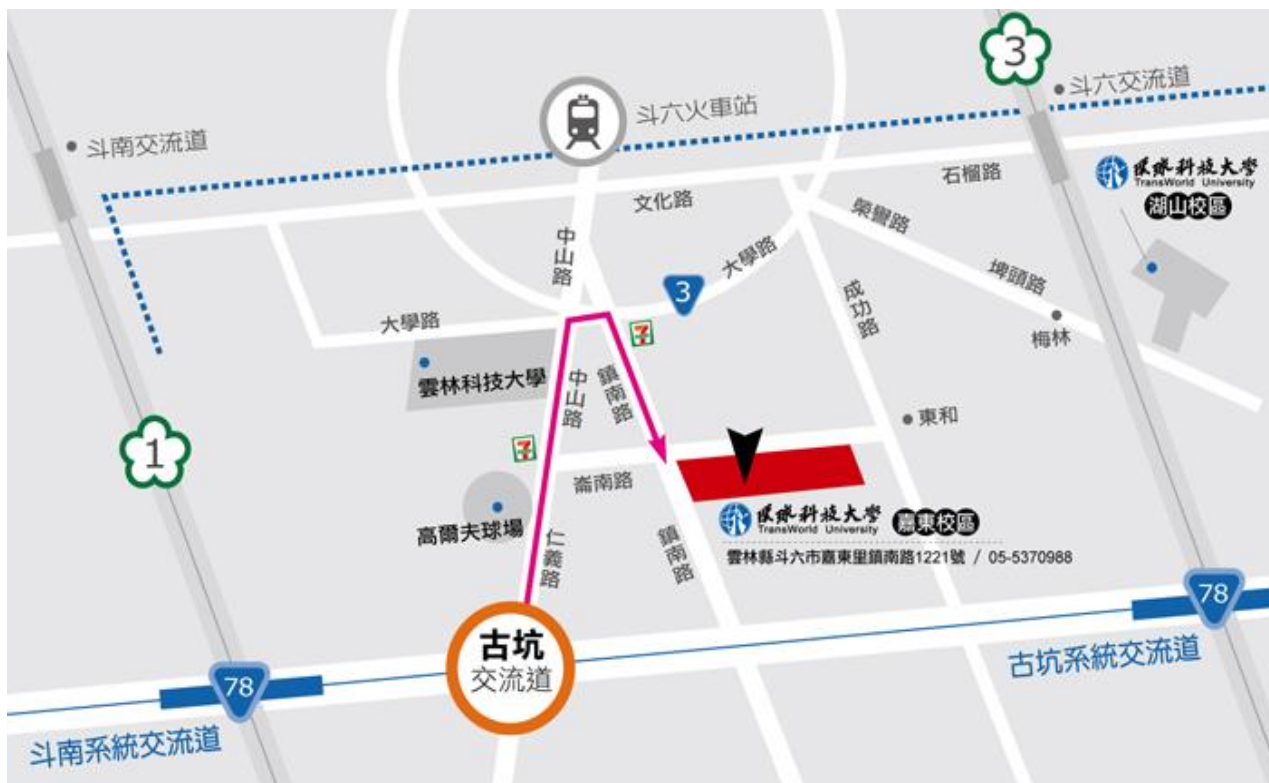 3
斗六交流道
斗六火車站
斗南交流道
環球科技大學
TransWorld University
湖山校區
石榴路
文化路
榮譽路
中山路
大學路
3
埤頭路
成功路
梅林
大學路
7
雲林科技大學
中山路
鎮南路
東和
1
7
崙南路
環球科技大學
TransWorld University
嘉東校區
高爾夫球場
仁義路
鎮南路
雲林縣斗六市嘉東里鎮南路1221號 / 05-5370988
78
古坑
交流道
古坑系統交流道
78
斗南系統交流道